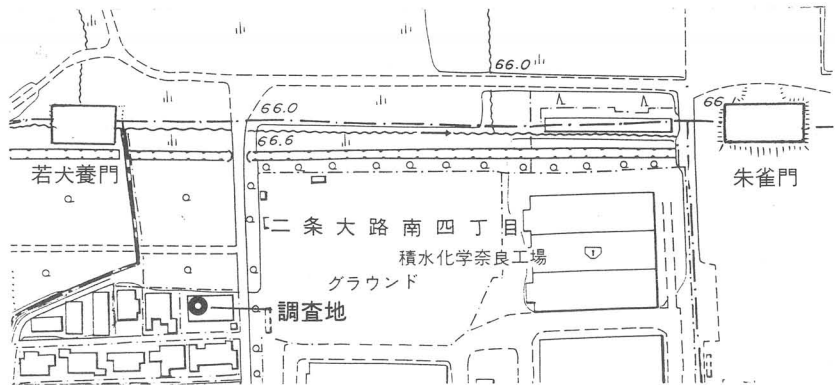 66.0
66.0
66
66.6
若犬養門
朱雀門
二条大路南四丁目
積水化学奈良工場
グラウンド
調査地